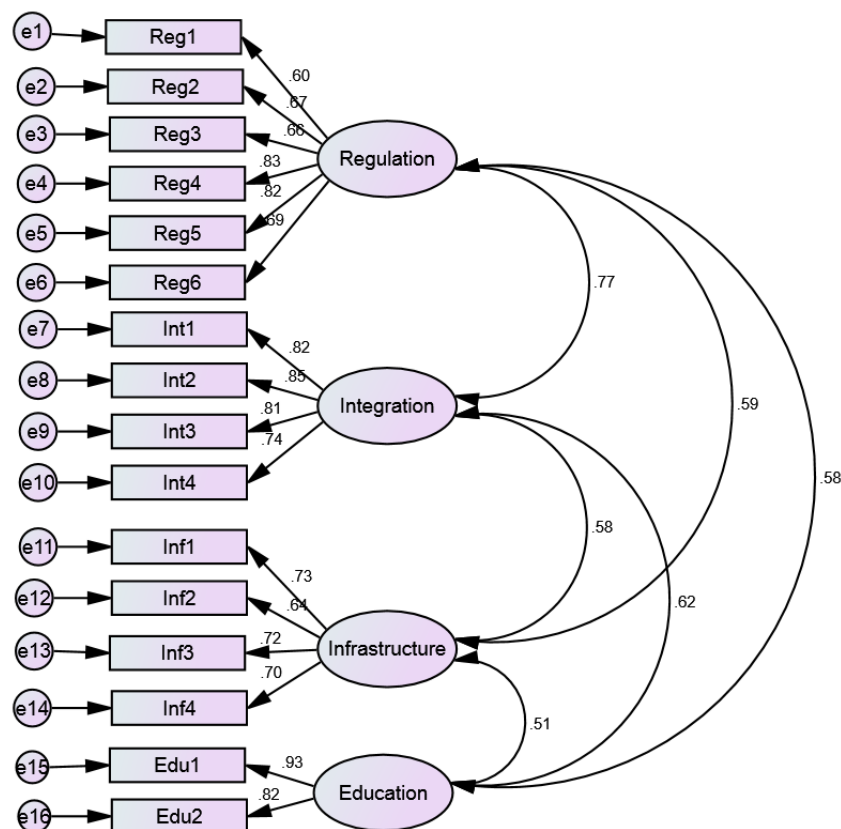 e1
Reg1
.60
e2
Reg2
.67
e3
Reg3
.66
Regulation
e4
Reg4
.83
.82
e5
Reg5
.69
e6
Reg6
.77
e7
Int1
.82
e8
Int2
.85
Integration
.59
e9
Int3
.81
.74
e10
Int4
.58
.58
e11
Inf1
.73
e12
Inf2
.64
.62
e13
Inf3
.72
Infrastructure
.70
e14
Inf4
.51
e15
Edu1
.93
Education
.82
e16
Edu2